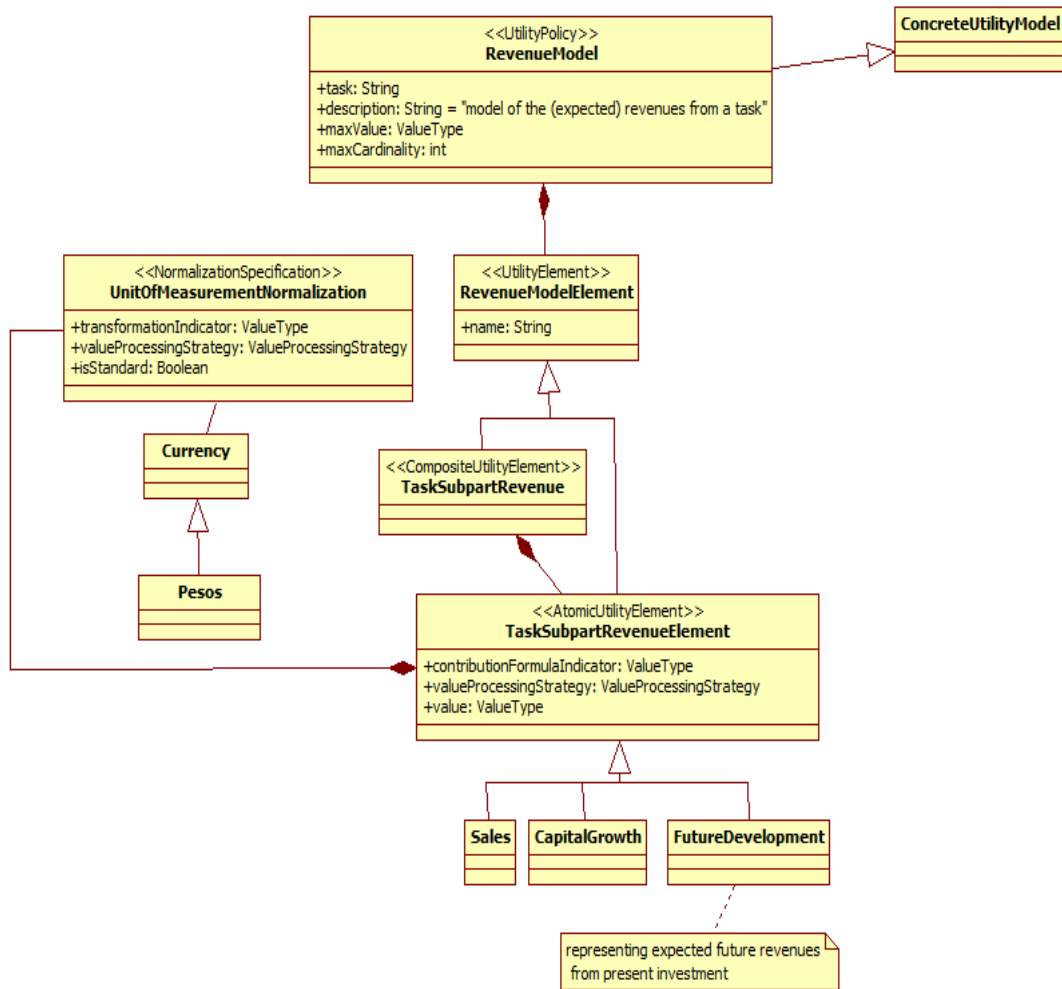 <<UtilityPolicy>>
RevenueModel
+task: String
+description: String = "model of the (expected) revenues from a task"
+maxValue: ValueType
+maxCardinality: int
ConcreteUtilityModel
<<NormalizationSpecification>>
UnitOfMeasurementNormalization
+transformationIndicator: ValueType
+valueProcessingStrategy: ValueProcessingStrategy
+isStandard: Boolean
<<UtilityElement>>
RevenueModelElement
+name: String
Currency
<<CompositeUtilityElement>>
TaskSubpartRevenue
Pesos
<<AtomicUtilityElement>>
TaskSubpartRevenueElement
+contributionFormulaIndicator: ValueType
+valueProcessingStrategy: ValueProcessingStrategy
+value: ValueType
Sales
CapitalGrowth
FutureDevelopment
representing expected future revenues
from present investment